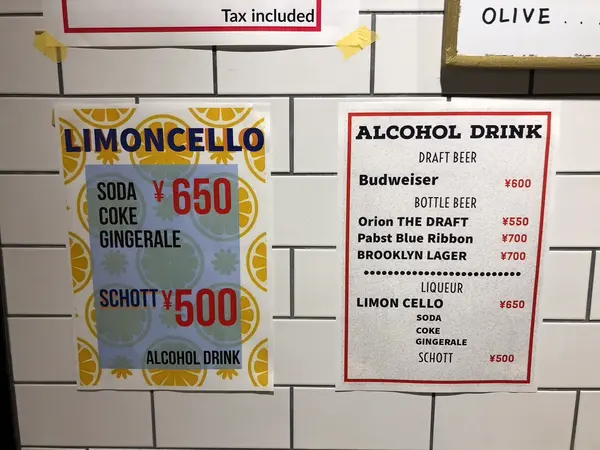 Tax included
OLIVE . . . .
LIMONCELLO
SODA ¥ 650
COKE
GINGERALE
SCHOTT ¥500
ALCOHOL DRINK
ALCOHOL DRINK
DRAFT BEER
Budweiser ¥600
BOTTLE BEER
Orion THE DRAFT ¥550
Pabst Blue Ribbon ¥700
BROOKLYN LAGER ¥700
LIQUEUR
LIMON CELLO ¥650
SODA
COKE
GINGERALE
SCHOTT ¥500